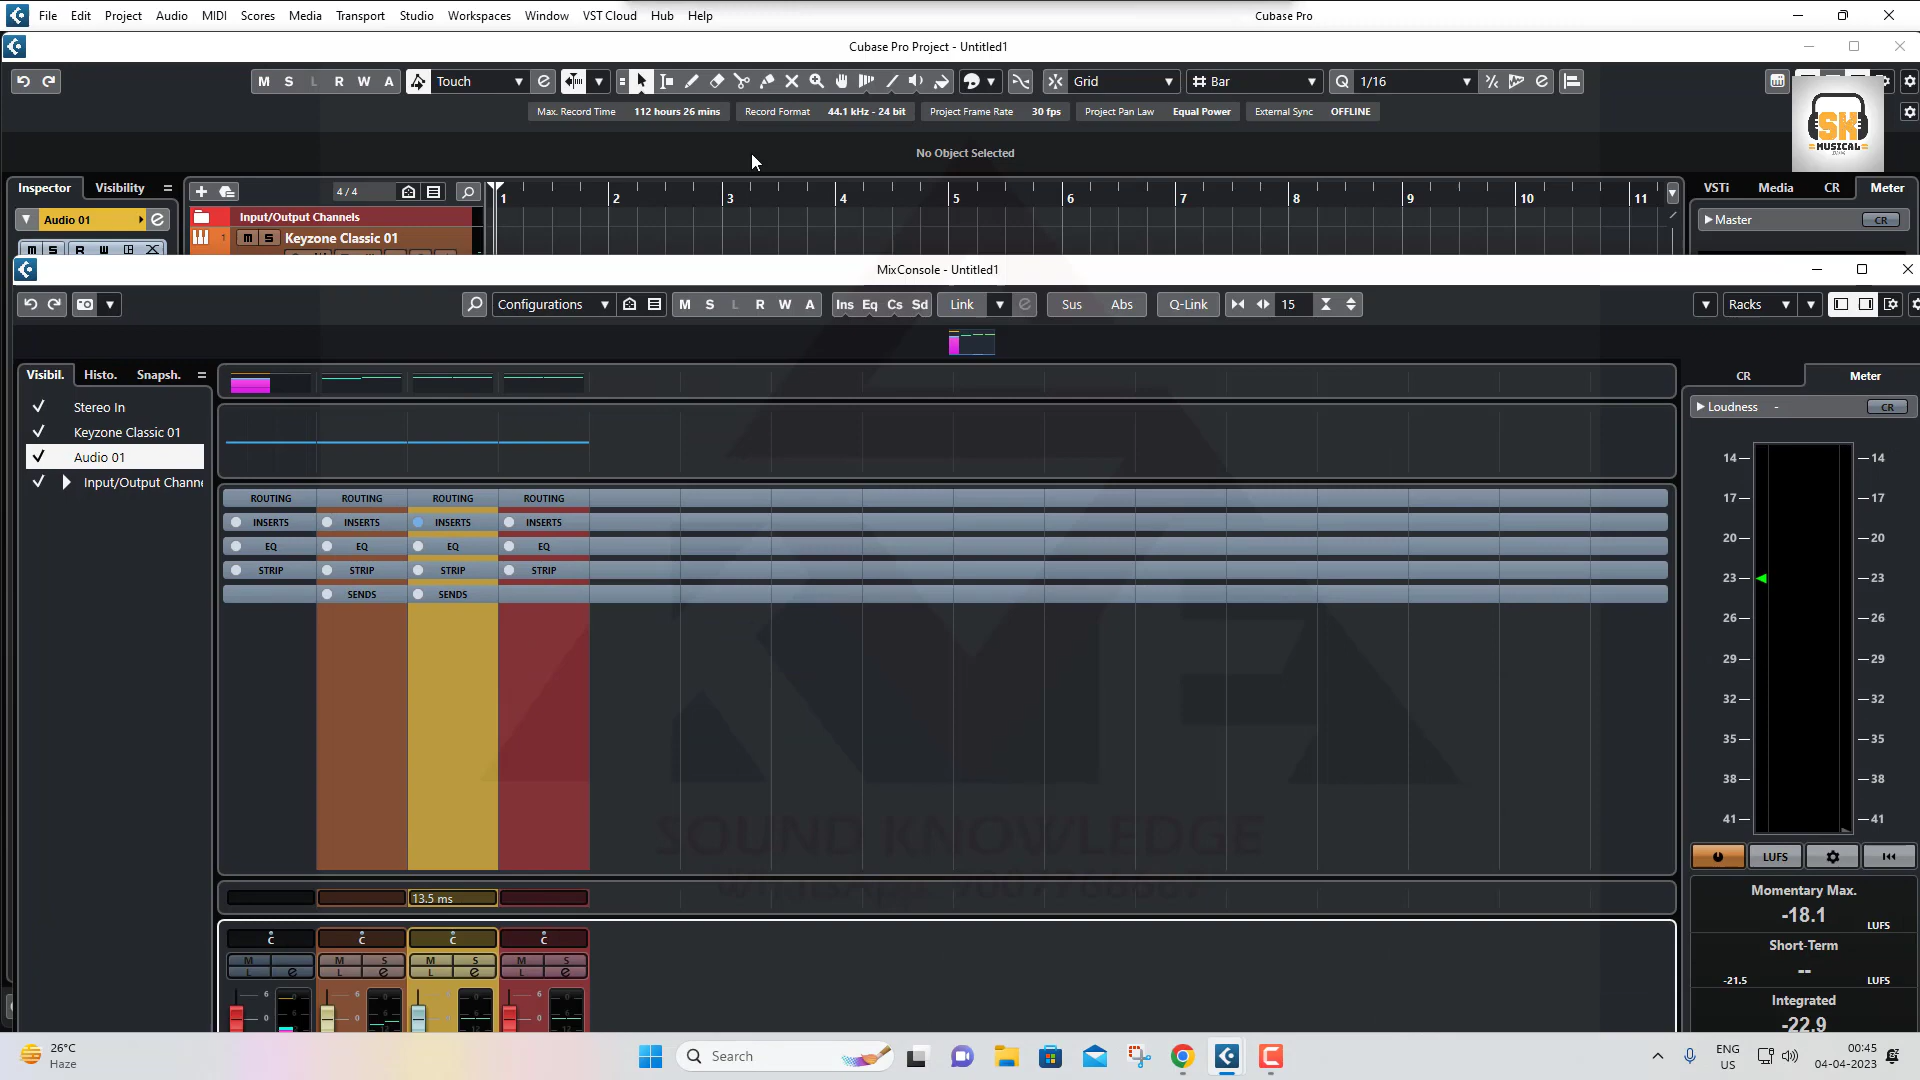 File Edit Project Audio MIDI Scores Media Transport Studio Workspaces Window VST Cloud Hub Help Cubase Pro
Cubase Pro Project - Untitled1
M S L R W A Touch Grid Bar Q 1/16
Max. Record Time 112 hours 26 mins Record Format 44.1 kHz - 24 bit Project Frame Rate 30 fps Project Pan Law Equal Power External Sync OFFLINE
SK
MUSICAL
No Object Selected
Inspector Visibility 4/4 1 2 3 4 5 6 7 8 9 10 11 VSTi Media CR Meter
Audio 01 Input/Output Channels Master CR
1 M S Keyzone Classic 01
M S R W
MixConsole - Untitled1
Configurations M S L R W A Ins Eq Cs Sd Link Sus Abs Q-Link 15 Racks
Visibil. Histo. Snapsh. CR Meter
Stereo In Loudness - CR
Keyzone Classic 01
Audio 01
Input/Output Channe
ROUTING ROUTING ROUTING ROUTING
INSERTS INSERTS INSERTS INSERTS
EQ EQ EQ EQ
STRIP STRIP STRIP STRIP
SENDS SENDS
14 14
17 17
20 20
23 23
26 26
29 29
32 32
35 35
38 38
41 41
SOUND KNOWLEDGE
LUFS
13.5 ms
Momentary Max.
-18.1 LUFS
C C C C
Short-Term
M M S M S M S
L e L e L e L e
-21.5 -- LUFS
6 0 6 0 6 0 6 0
Integrated
-22.9
26°C
Haze
Search
ENG
US
00:45
04-04-2023